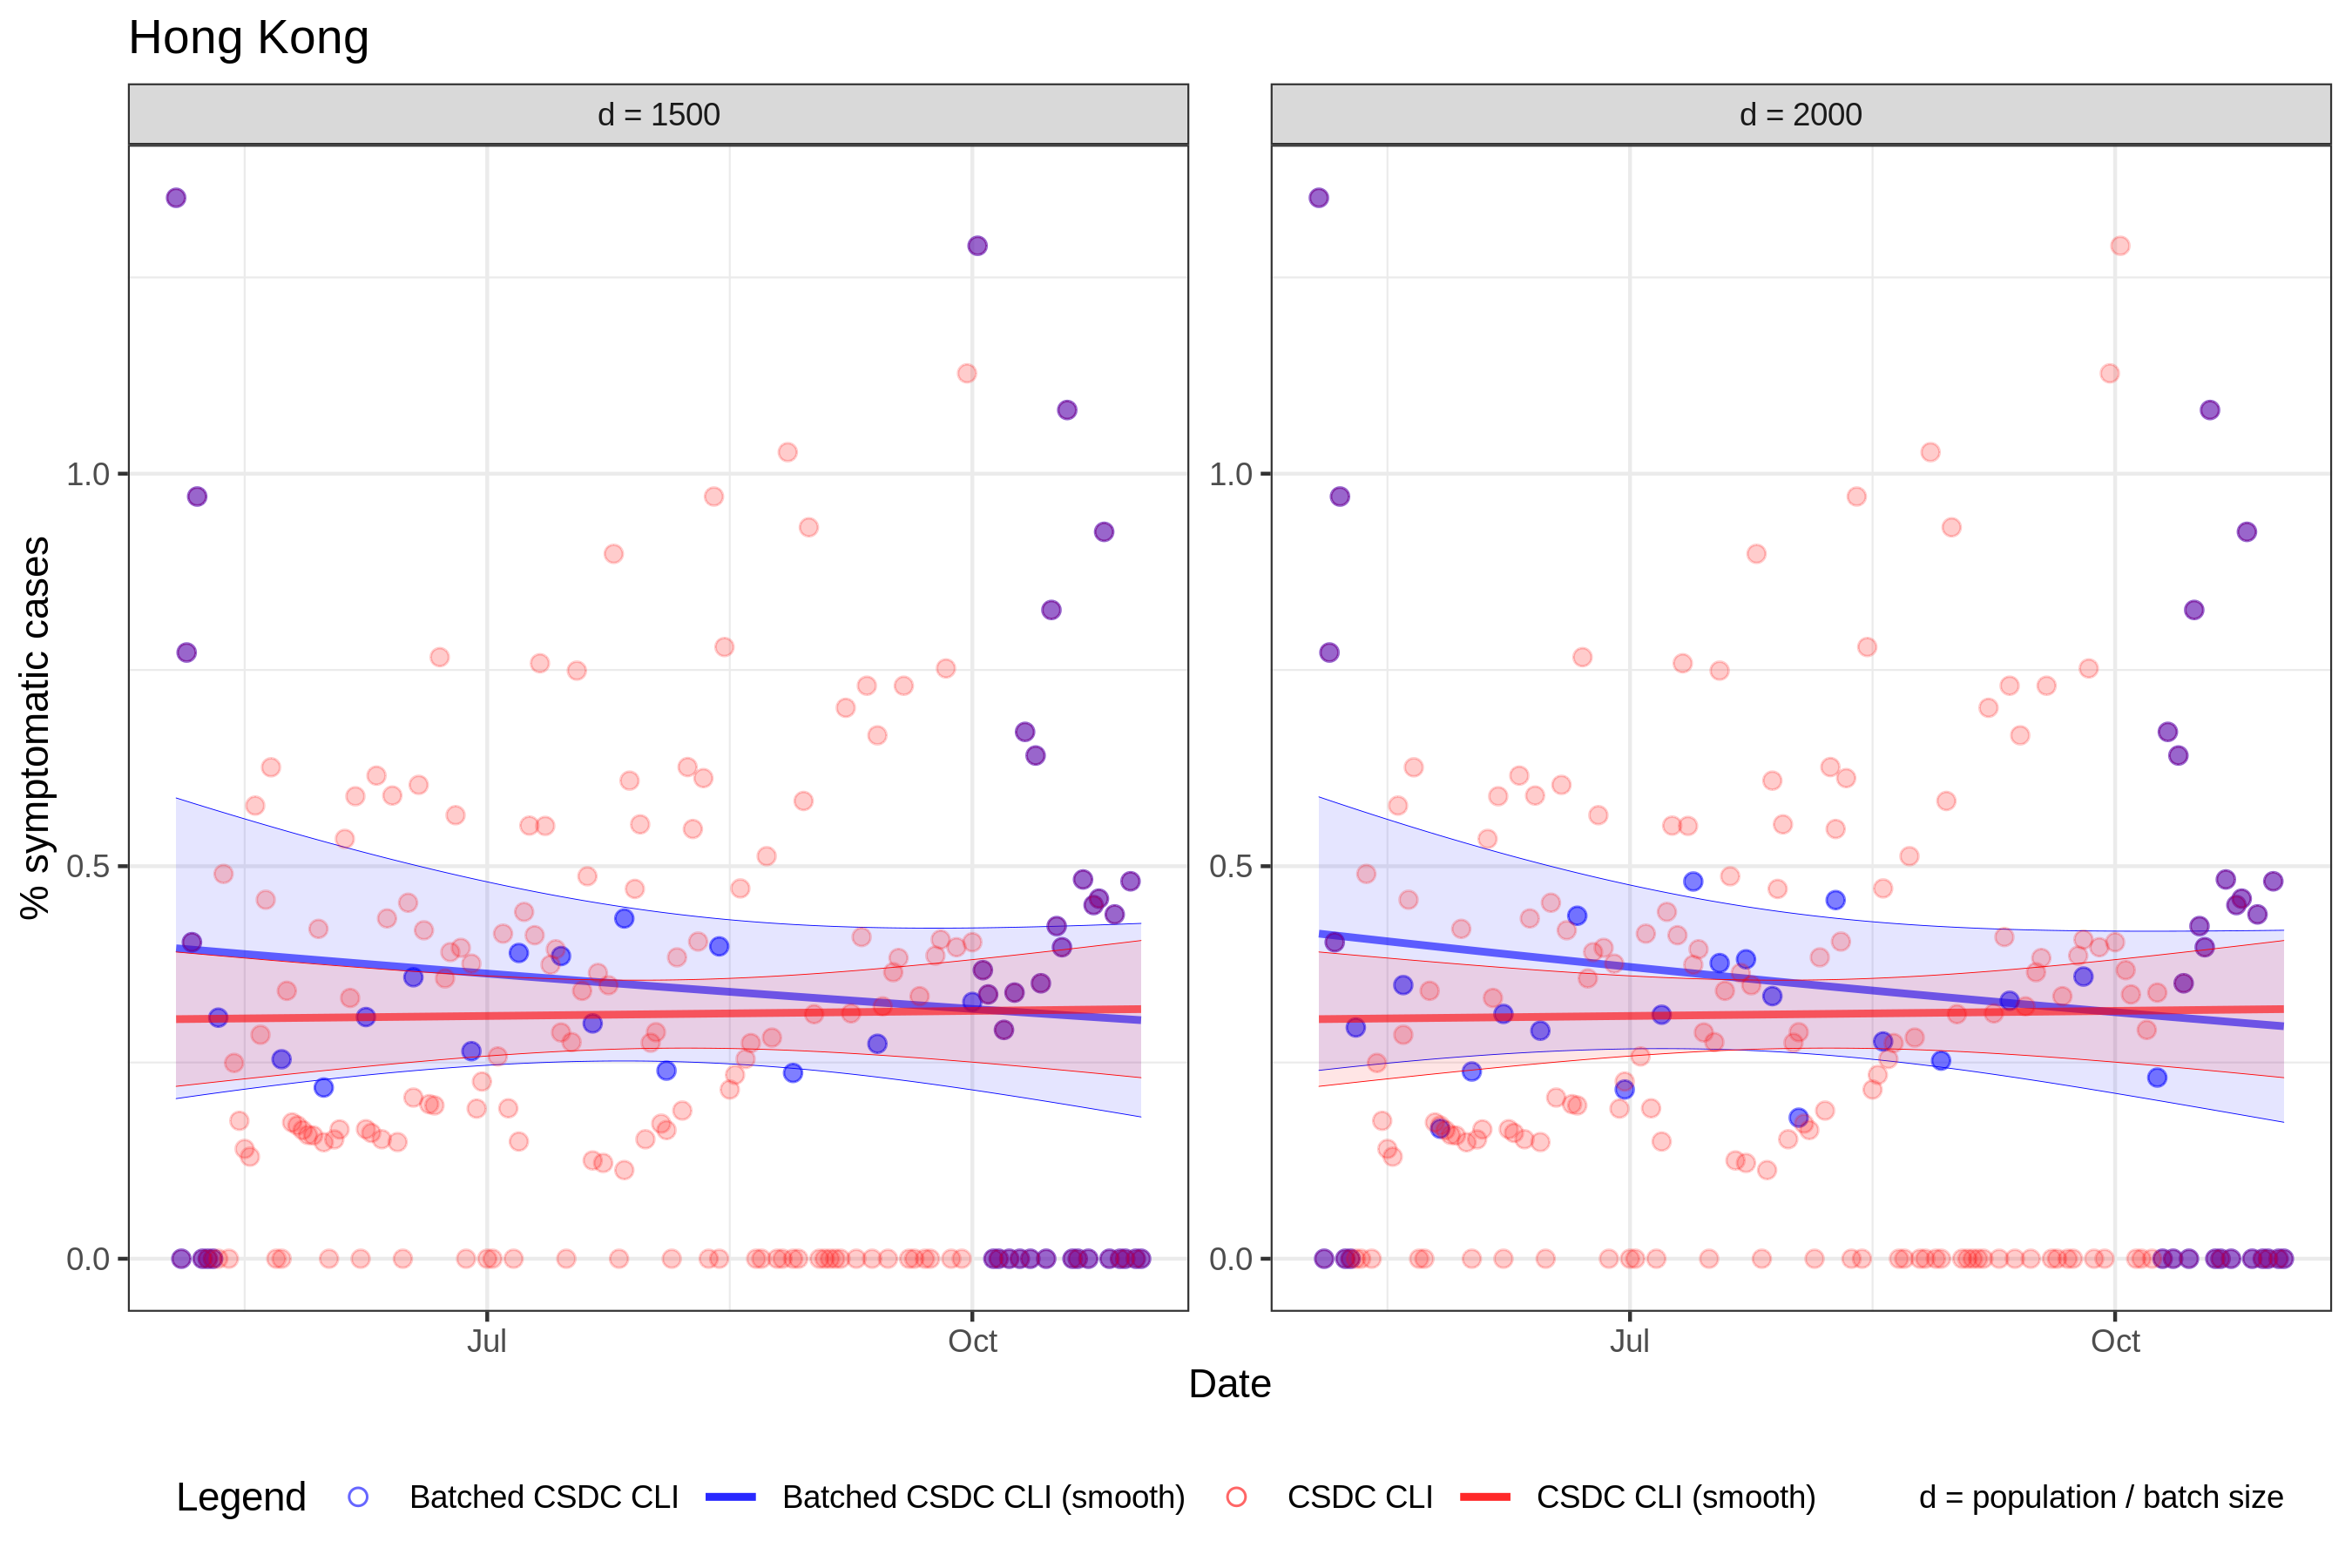 Hong Kong
d = 1500
d = 2000
% symptomatic cases
1.0
0.5
0.0
1.0
0.5
0.0
Jul
Oct
Jul
Oct
Date
Legend
Batched CSDC CLI
Batched CSDC CLI (smooth)
CSDC CLI
CSDC CLI (smooth)
d = population / batch size